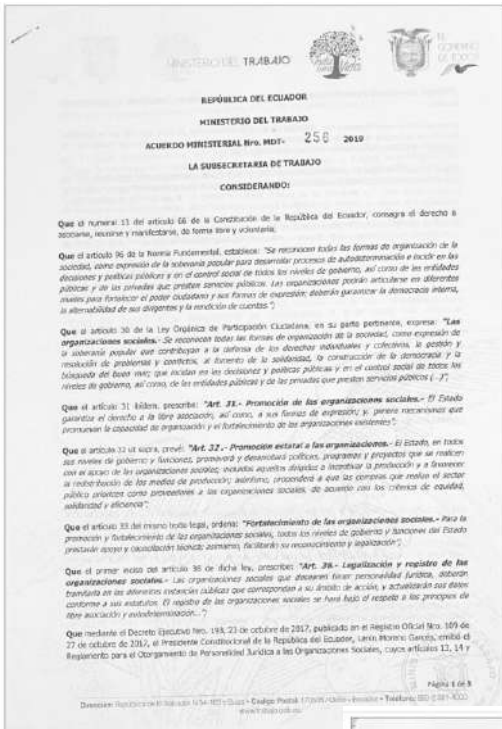 MINISTERIO DEL TRABAJO
EL
GOBIERNO
DE TODOS
REPÚBLICA DEL ECUADOR
MINISTERIO DEL TRABAJO
ACUERDO MINISTERIAL Nro. MDT- 256 2019
LA SUBSECRETARIA DE TRABAJO
CONSIDERANDO:
Que el numeral 13 del artículo 66 de la Constitución de la República del Ecuador, consagra el derecho a
asociarse, reunirse y manifestarse, de forma libre y voluntaria;
Que el artículo 96 de la Norma Fundamental, establece: "Se reconocen todas las formas de organización de la
sociedad, como expresión de la soberanía popular para desarrollar procesos de autodeterminación e incidir en las
decisiones y políticas públicas y en el control social de todos los niveles de gobierno, así como de las entidades
públicas y de las privadas que presten servicios públicos. Las organizaciones podrán articularse en diferentes
niveles para fortalecer el poder ciudadano y sus formas de expresión; deberán garantizar la democracia interna,
la alternabilidad de sus dirigentes y la rendición de cuentas";
Que el artículo 30 de la Ley Orgánica de Participación Ciudadana, en su parte pertinente, expresa: "Las
organizaciones sociales.- Se reconocen todas las formas de organización de la sociedad, como expresión de
la soberanía popular que contribuyan a la defensa de los derechos individuales y colectivos, la gestión y
resolución de problemas y conflictos, al fomento de la solidaridad, la construcción de la democracia y la
búsqueda del buen vivir; que incidan en las decisiones y políticas públicas y en el control social de todos los
niveles de gobierno, así como, de las entidades públicas y de las privadas que presten servicios públicos (...)";
Que el artículo 31 ibídem, prescribe: "Art. 31.- Promoción de las organizaciones sociales.- El Estado
garantiza el derecho a la libre asociación, así como, a sus formas de expresión; y, genera mecanismos que
promuevan la capacidad de organización y el fortalecimiento de las organizaciones existentes";
Que el artículo 32 ut supra, prevé: "Art. 32.- Promoción estatal a las organizaciones.- El Estado, en todos
sus niveles de gobierno y funciones, promoverá y desarrollará políticas, programas y proyectos que se realicen
con el apoyo de las organizaciones sociales, incluidos aquellos dirigidos a incentivar la producción y a favorecer
la redistribución de los medios de producción; asimismo, propenderá a que las compras que realice el sector
público prioricen como proveedores a las organizaciones sociales, de acuerdo con los criterios de equidad,
solidaridad y eficiencia";
Que el artículo 33 del mismo texto legal, ordena: "Fortalecimiento de las organizaciones sociales.- Para la
promoción y fortalecimiento de las organizaciones sociales, todos los niveles de gobierno y funciones del Estado
prestarán apoyo y capacitación técnica; asimismo, facilitarán su reconocimiento y legalización";
Que el primer inciso del artículo 36 de dicha ley, prescribe: "Art. 36.- Legalización y registro de las
organizaciones sociales.- Las organizaciones sociales que desearen tener personalidad jurídica, deberán
tramitarla en las diferentes instancias públicas que correspondan a su ámbito de acción, y actualizarán sus datos
conforme a sus estatutos. El registro de las organizaciones sociales se hará bajo el respeto a los principios de
libre asociación y autodeterminación...");
Que mediante el Decreto Ejecutivo Nro. 193, 23 de octubre de 2017, publicado en el Registro Oficial Nro. 109 de
27 de octubre de 2017, el Presidente Constitucional de la República del Ecuador, Lenín Moreno Garcés, emitió el
Reglamento para el Otorgamiento de Personalidad Jurídica a las Organizaciones Sociales, cuyos artículos 12, 14 y
Página 1 de 5